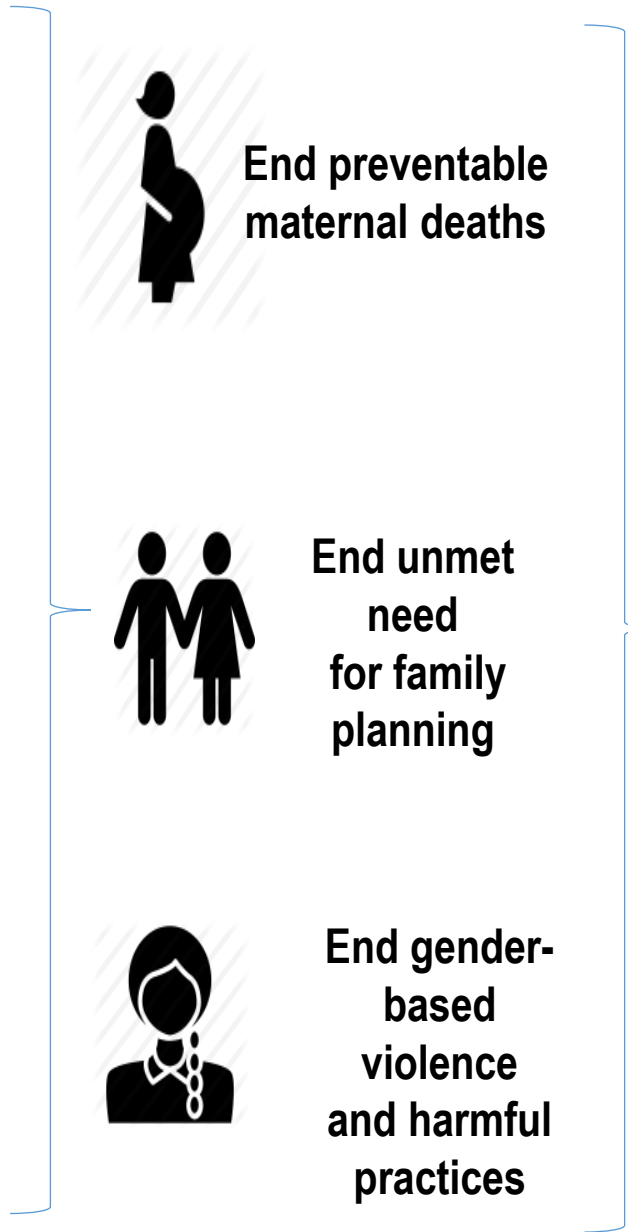 End preventable
maternal deaths
End unmet
need
for family
planning
End gender-
based
violence
and harmful
practices